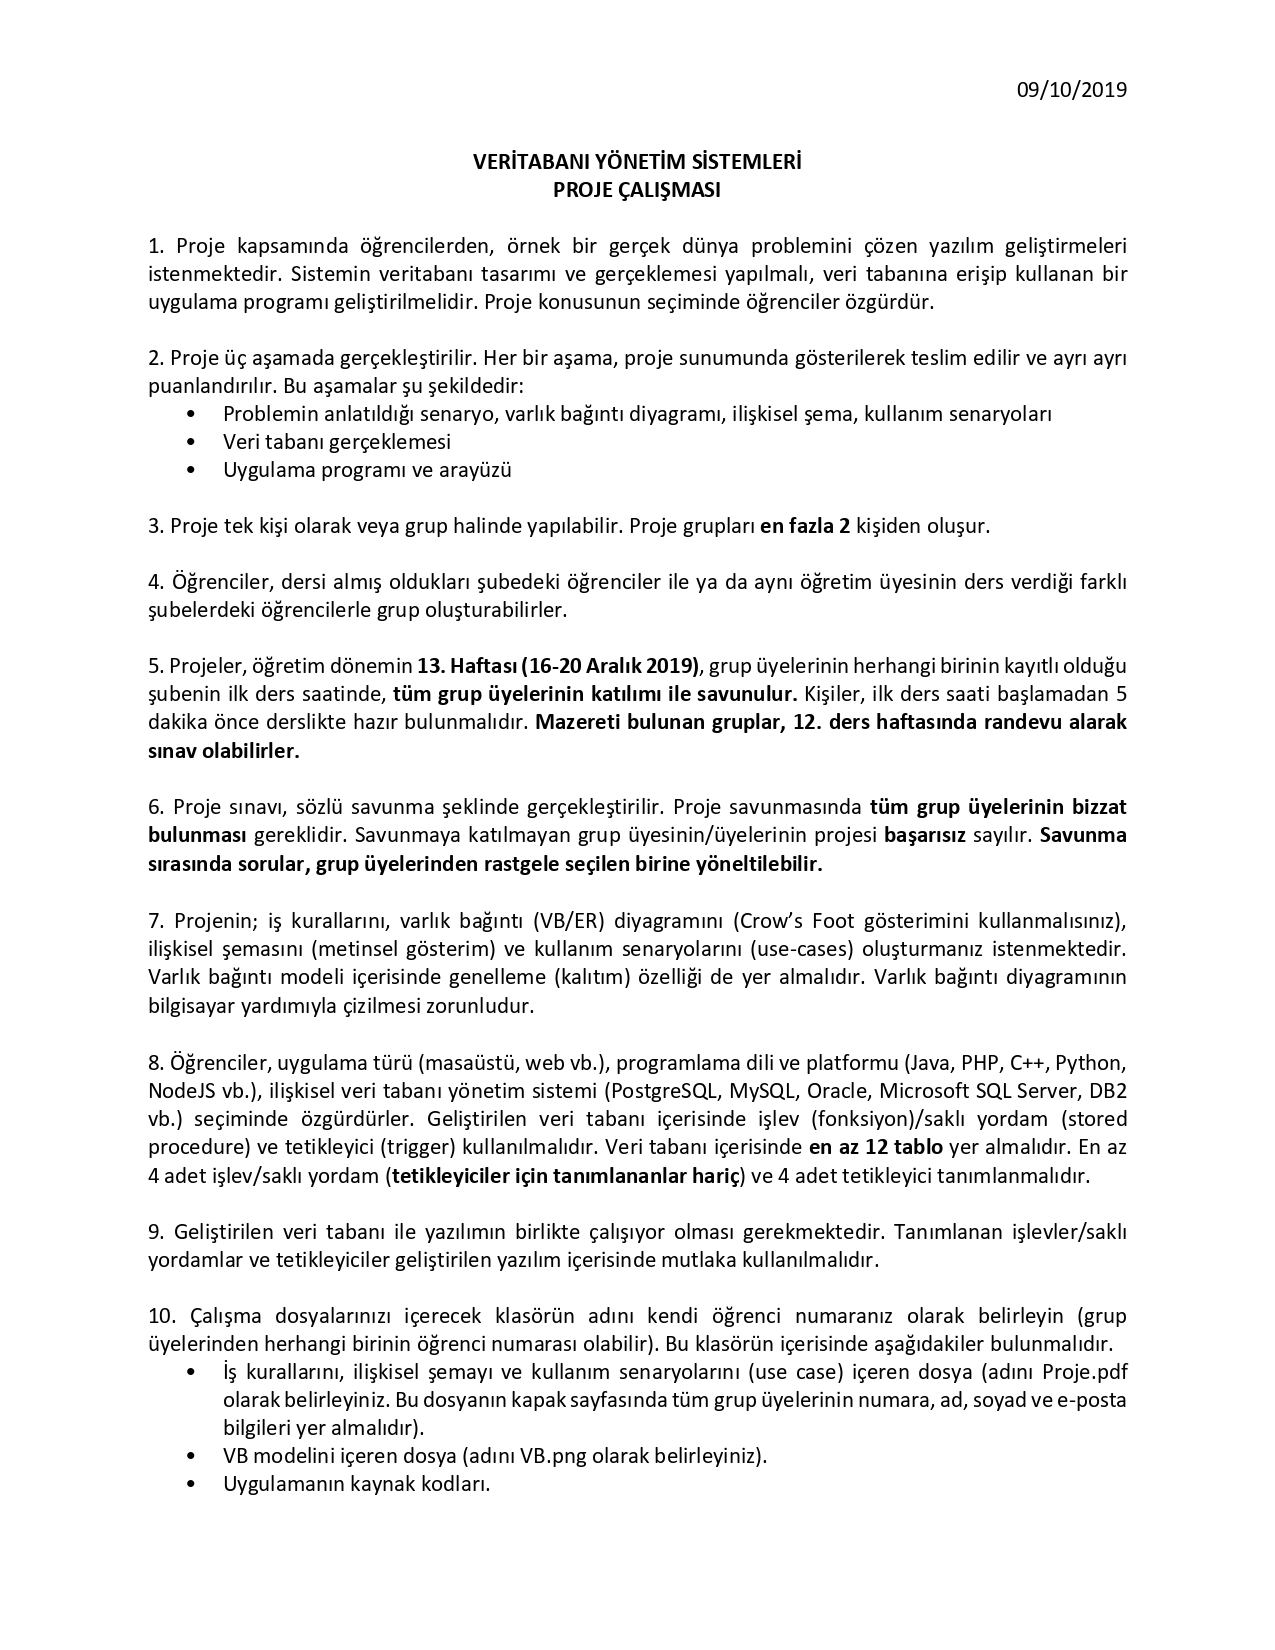 09/10/2019
VERİTABANI YÖNETİM SİSTEMLERİ
PROJE ÇALIŞMASI
1. Proje kapsamında öğrencilerden, örnek bir gerçek dünya problemini çözen yazılım geliştirmeleri
istenmektedir. Sistemin veritabanı tasarımı ve gerçeklemesi yapılmalı, veri tabanına erişip kullanan bir
uygulama programı geliştirilmelidir. Proje konusunun seçiminde öğrenciler özgürdür.
2. Proje üç aşamada gerçekleştirilir. Her bir aşama, proje sunumunda gösterilerek teslim edilir ve ayrı ayrı
puanlandırılır. Bu aşamalar şu şekildedir:
• Problemin anlatıldığı senaryo, varlık bağıntı diyagramı, ilişkisel şema, kullanım senaryoları
• Veri tabanı gerçeklemesi
• Uygulama programı ve arayüzü
3. Proje tek kişi olarak veya grup halinde yapılabilir. Proje grupları en fazla 2 kişiden oluşur.
4. Öğrenciler, dersi almış oldukları şubedeki öğrenciler ile ya da aynı öğretim üyesinin ders verdiği farklı
şubelerdeki öğrencilerle grup oluşturabilirler.
5. Projeler, öğretim dönemin 13. Haftası (16-20 Aralık 2019), grup üyelerinin herhangi birinin kayıtlı olduğu
şubenin ilk ders saatinde, tüm grup üyelerinin katılımı ile savunulur. Kişiler, ilk ders saati başlamadan 5
dakika önce derslikte hazır bulunmalıdır. Mazereti bulunan gruplar, 12. ders haftasında randevu alarak
sınav olabilirler.
6. Proje sınavı, sözlü savunma şeklinde gerçekleştirilir. Proje savunmasında tüm grup üyelerinin bizzat
bulunması gereklidir. Savunmaya katılmayan grup üyesinin/üyelerinin projesi başarısız sayılır. Savunma
sırasında sorular, grup üyelerinden rastgele seçilen birine yöneltilebilir.
7. Projenin; iş kurallarını, varlık bağıntı (VB/ER) diyagramını (Crow’s Foot gösterimini kullanmalısınız),
ilişkisel şemasını (metinsel gösterim) ve kullanım senaryolarını (use-cases) oluşturmanız istenmektedir.
Varlık bağıntı modeli içerisinde genelleme (kalıtım) özelliği de yer almalıdır. Varlık bağıntı diyagramının
bilgisayar yardımıyla çizilmesi zorunludur.
8. Öğrenciler, uygulama türü (masaüstü, web vb.), programlama dili ve platformu (Java, PHP, C++, Python,
NodeJS vb.), ilişkisel veri tabanı yönetim sistemi (PostgreSQL, MySQL, Oracle, Microsoft SQL Server, DB2
vb.) seçiminde özgürdürler. Geliştirilen veri tabanı içerisinde işlev (fonksiyon)/saklı yordam (stored
procedure) ve tetikleyici (trigger) kullanılmalıdır. Veri tabanı içerisinde en az 12 tablo yer almalıdır. En az
4 adet işlev/saklı yordam (tetikleyiciler için tanımlananlar hariç) ve 4 adet tetikleyici tanımlanmalıdır.
9. Geliştirilen veri tabanı ile yazılımın birlikte çalışıyor olması gerekmektedir. Tanımlanan işlevler/saklı
yordamlar ve tetikleyiciler geliştirilen yazılım içerisinde mutlaka kullanılmalıdır.
10. Çalışma dosyalarınızı içerecek klasörün adını kendi öğrenci numaranız olarak belirleyin (grup
üyelerinden herhangi birinin öğrenci numarası olabilir). Bu klasörün içerisinde aşağıdakiler bulunmalıdır.
• İş kurallarını, ilişkisel şemayı ve kullanım senaryolarını (use case) içeren dosya (adını Proje.pdf
olarak belirleyiniz. Bu dosyanın kapak sayfasında tüm grup üyelerinin numara, ad, soyad ve e-posta
bilgileri yer almalıdır).
• VB modelini içeren dosya (adını VB.png olarak belirleyiniz).
• Uygulamanın kaynak kodları.